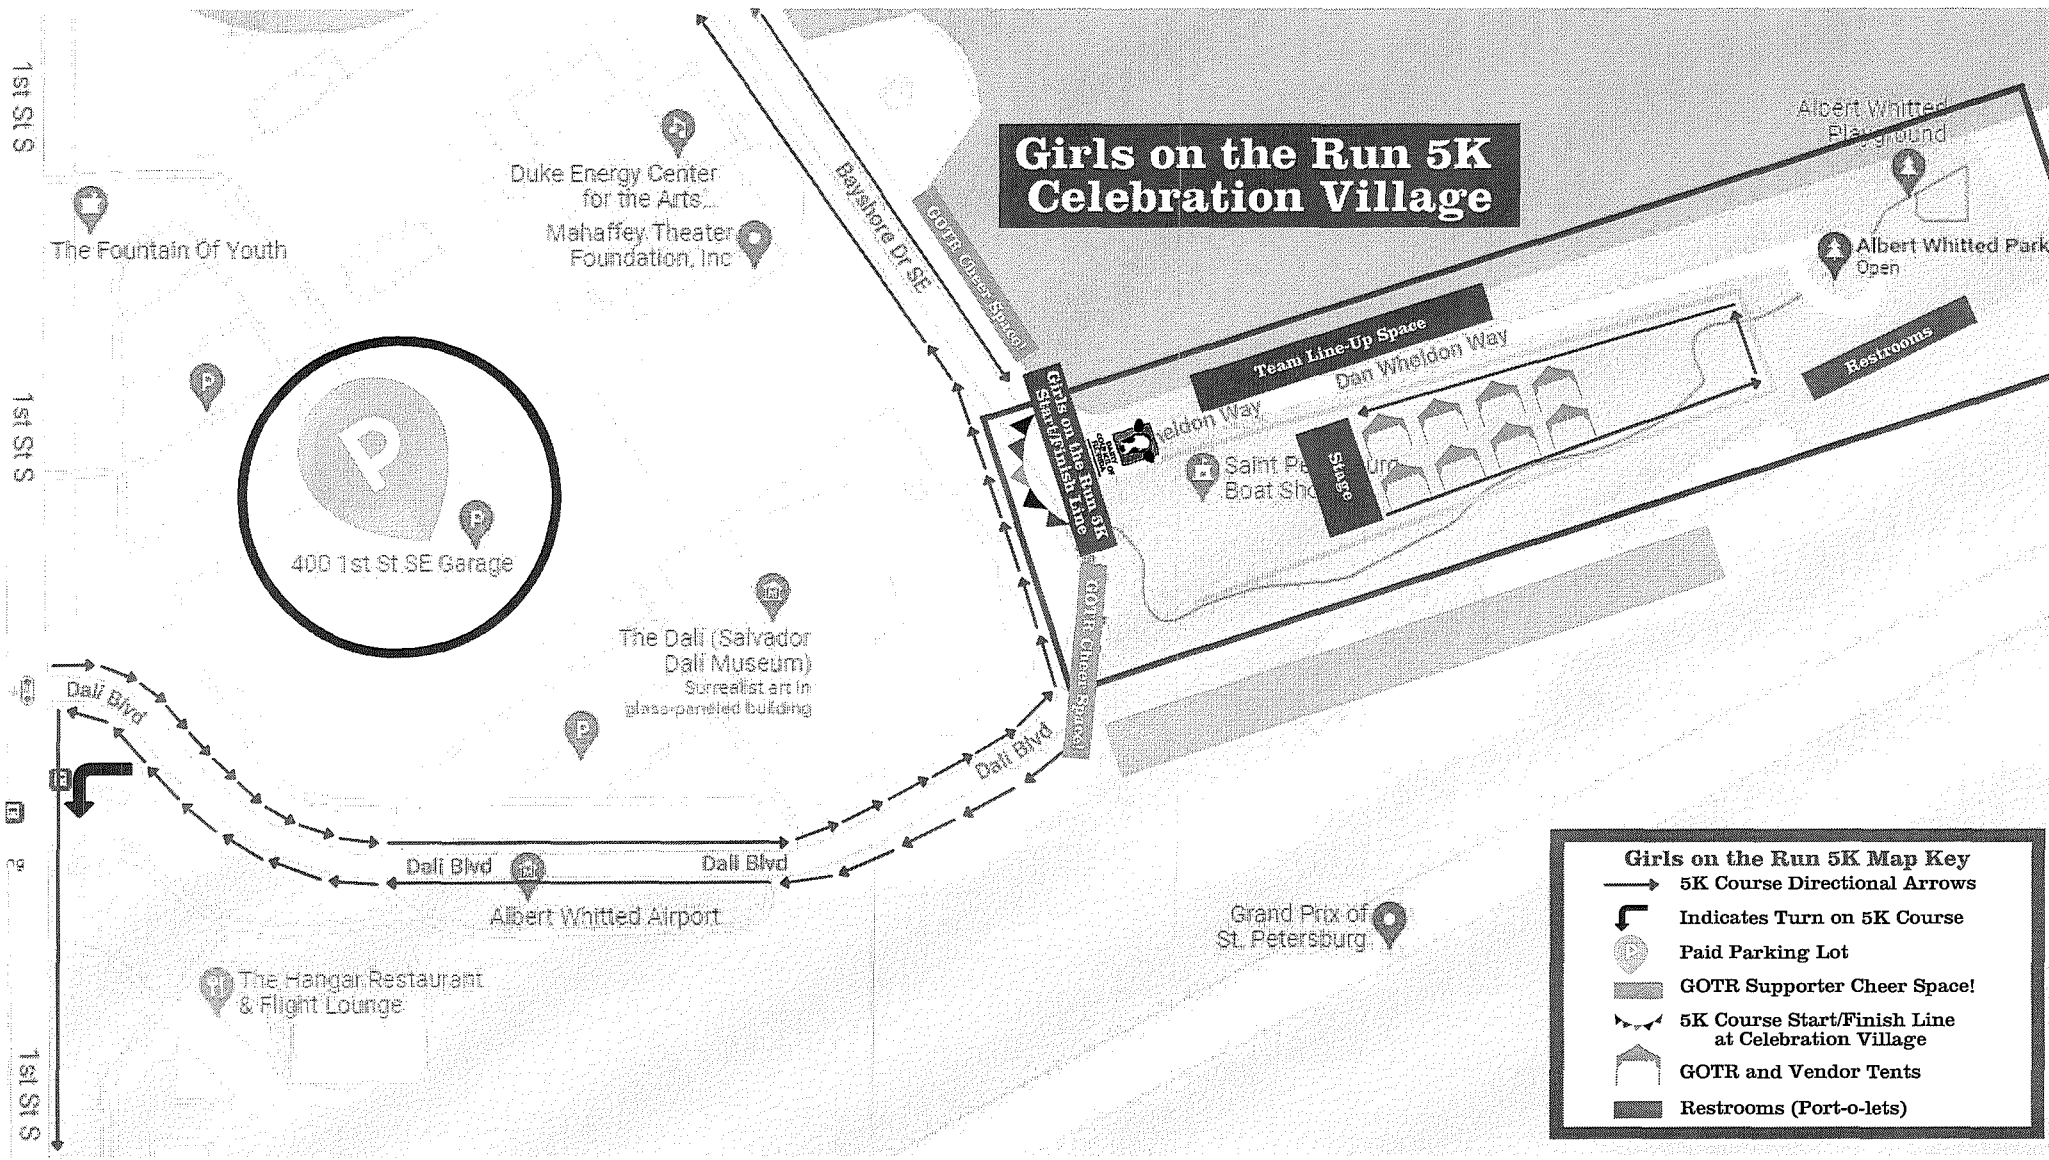 1st St S
The Fountain Of Youth
Duke Energy Center
for the Arts...
Mahaffey Theater
Foundation, Inc
Bayshore Dr SE
GOTR Cheer Space!
Girls on the Run 5K
Celebration Village
Albert Whitted
Playground
Albert Whitted Park
Open
Team Line-Up Space
Dan Wheldon Way
Restrooms
Girls on the Run 5K
Start/Finish Line
heldon Way
Saint Pe urg
Boat Sho
Stage
1st St S
P
P
P
400 1st St SE Garage
The Dali (Salvador
Dali Museum)
Surrealist art in
glass-paneled building
P
GOTR Cheer Space!
Dali Blvd
Dali Blvd
Dali Blvd
Dali Blvd
Albert Whitted Airport
The Hangar Restaurant
& Flight Lounge
Grand Prix of
St. Petersburg
1st St S
Girls on the Run 5K Map Key
5K Course Directional Arrows
Indicates Turn on 5K Course
P
Paid Parking Lot
GOTR Supporter Cheer Space!
5K Course Start/Finish Line
at Celebration Village
GOTR and Vendor Tents
Restrooms (Port-o-lets)